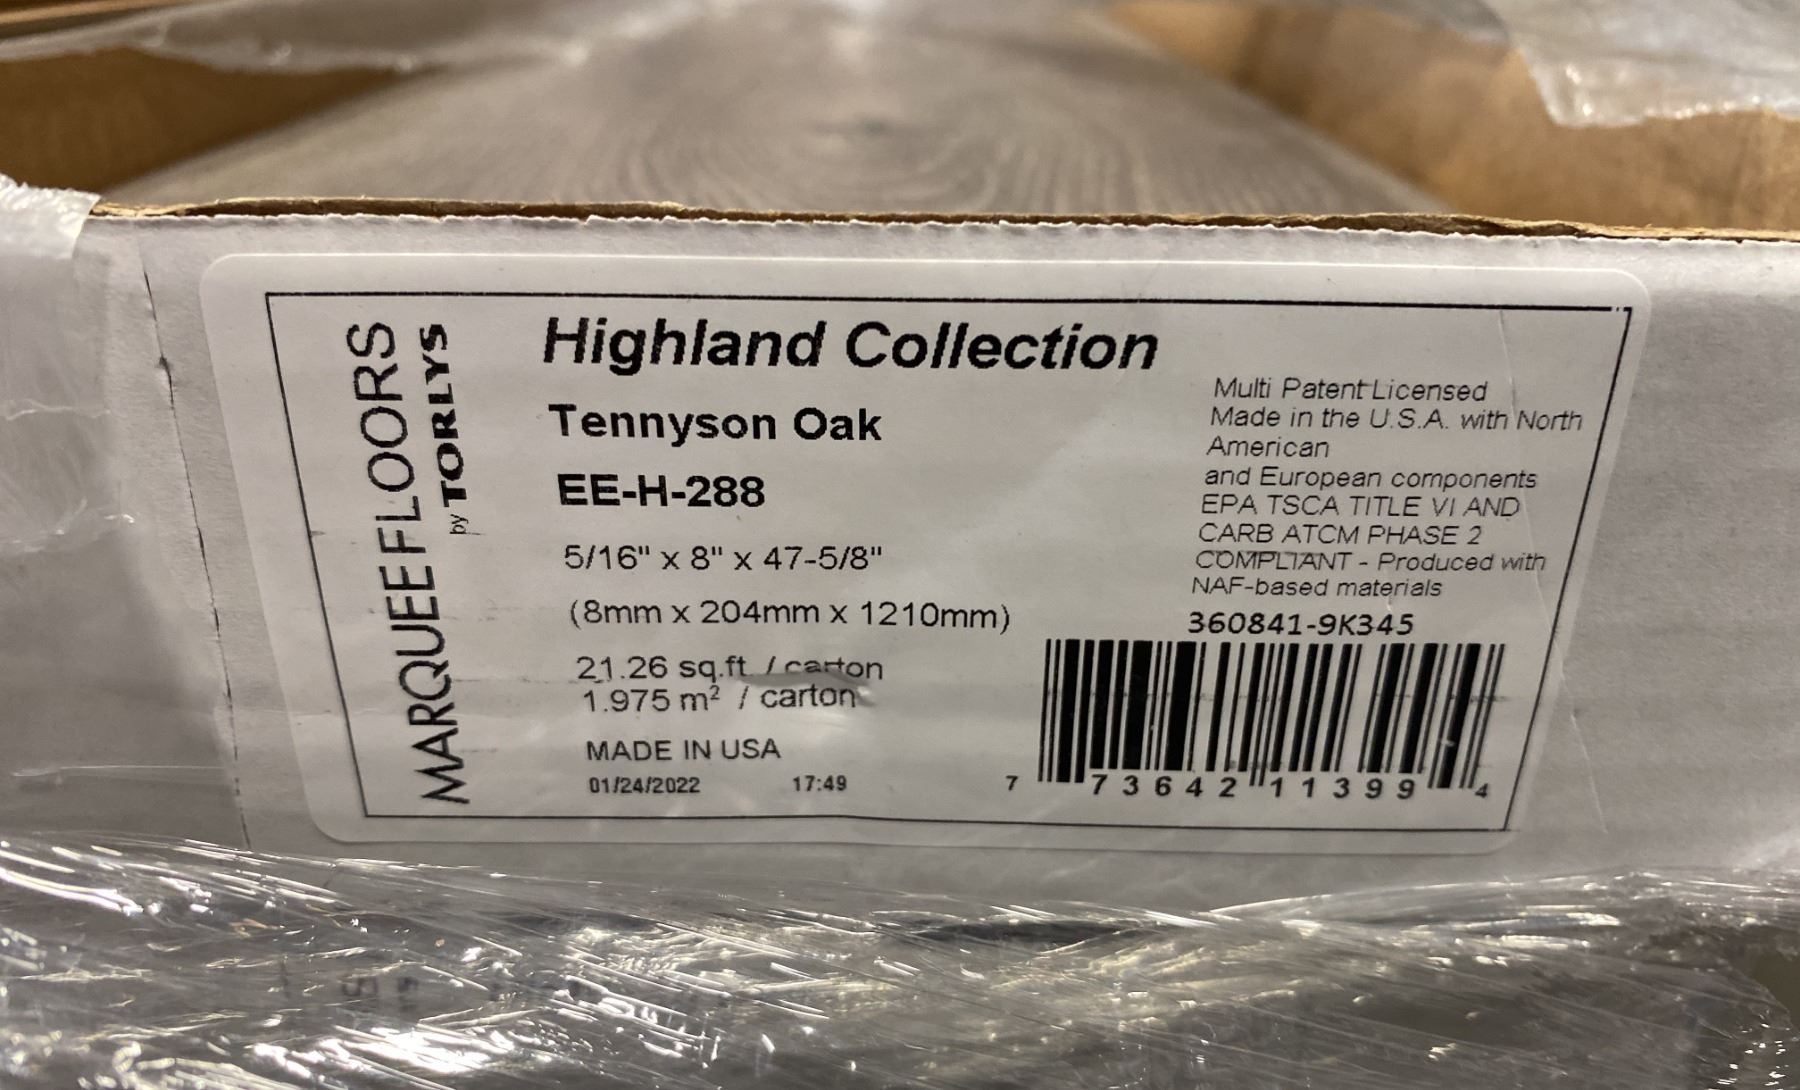 MARQUEE FLOORS
by TORLYS
Highland Collection
Tennyson Oak
EE-H-288
5/16" x 8" x 47-5/8"
(8mm x 204mm x 1210mm)
21.26 sq.ft. / carton
1.975 m² / carton
MADE IN USA
01/24/2022 17:49
Multi Patent Licensed
Made in the U.S.A. with North
American
and European components
EPA TSCA TITLE VI AND
CARB ATCM PHASE 2
COMPLIANT - Produced with
NAF-based materials
360841-9K345
7 73642 11399 4